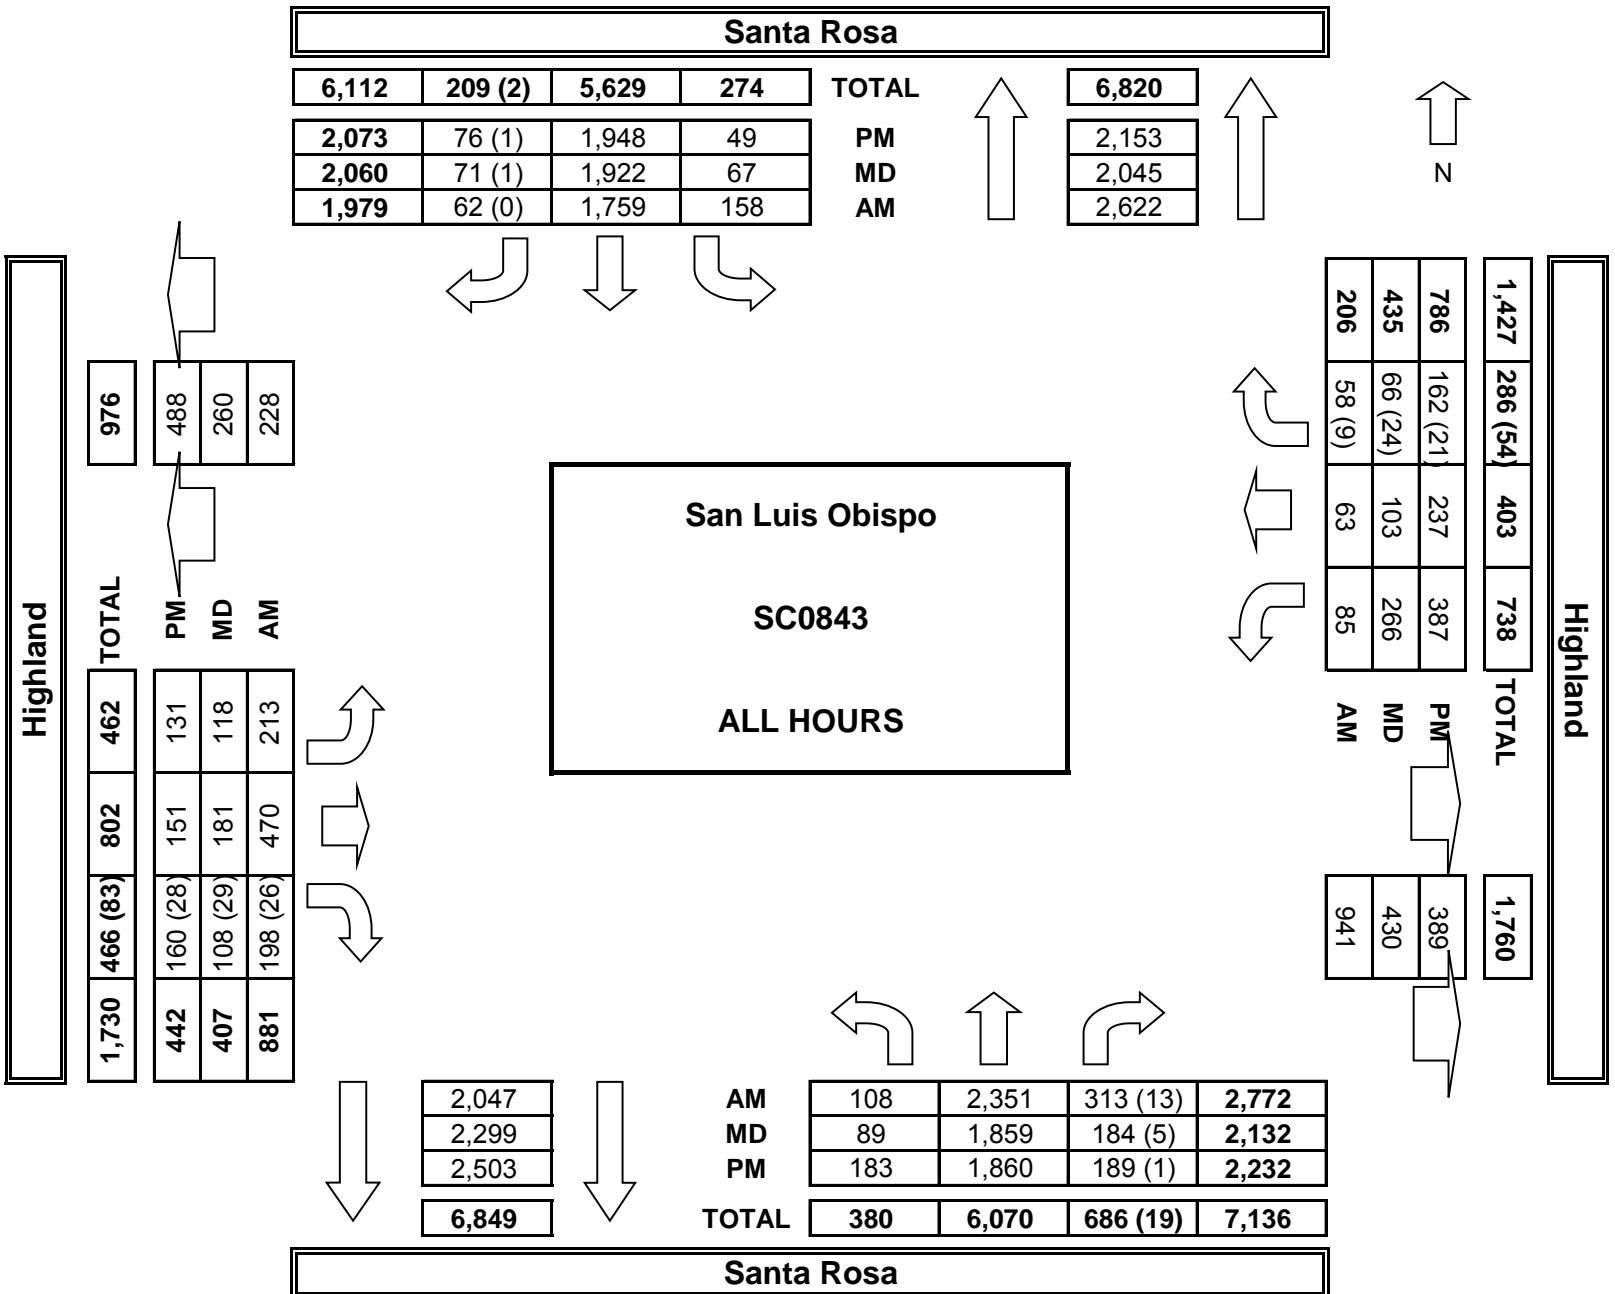 Santa Rosa
6,112 209 (2) 5,629 274 TOTAL 6,820
2,073 76 (1) 1,948 49 PM 2,153
2,060 71 (1) 1,922 67 MD 2,045
1,979 62 (0) 1,759 158 AM 2,622
N
Highland
976 488 260 228
TOTAL PM MD AM
462 131 118 213
802 151 181 470
466 (83) 160 (28) 108 (29) 198 (26)
1,730 442 407 881
San Luis Obispo
SC0843
ALL HOURS
206 435 786 1,427
58 (9) 66 (24) 162 (21) 286 (54)
63 103 237 403
85 266 387 738
AM MD PM TOTAL
941 430 389 1,760
Highland
2,047 AM 108 2,351 313 (13) 2,772
2,299 MD 89 1,859 184 (5) 2,132
2,503 PM 183 1,860 189 (1) 2,232
6,849 TOTAL 380 6,070 686 (19) 7,136
Santa Rosa